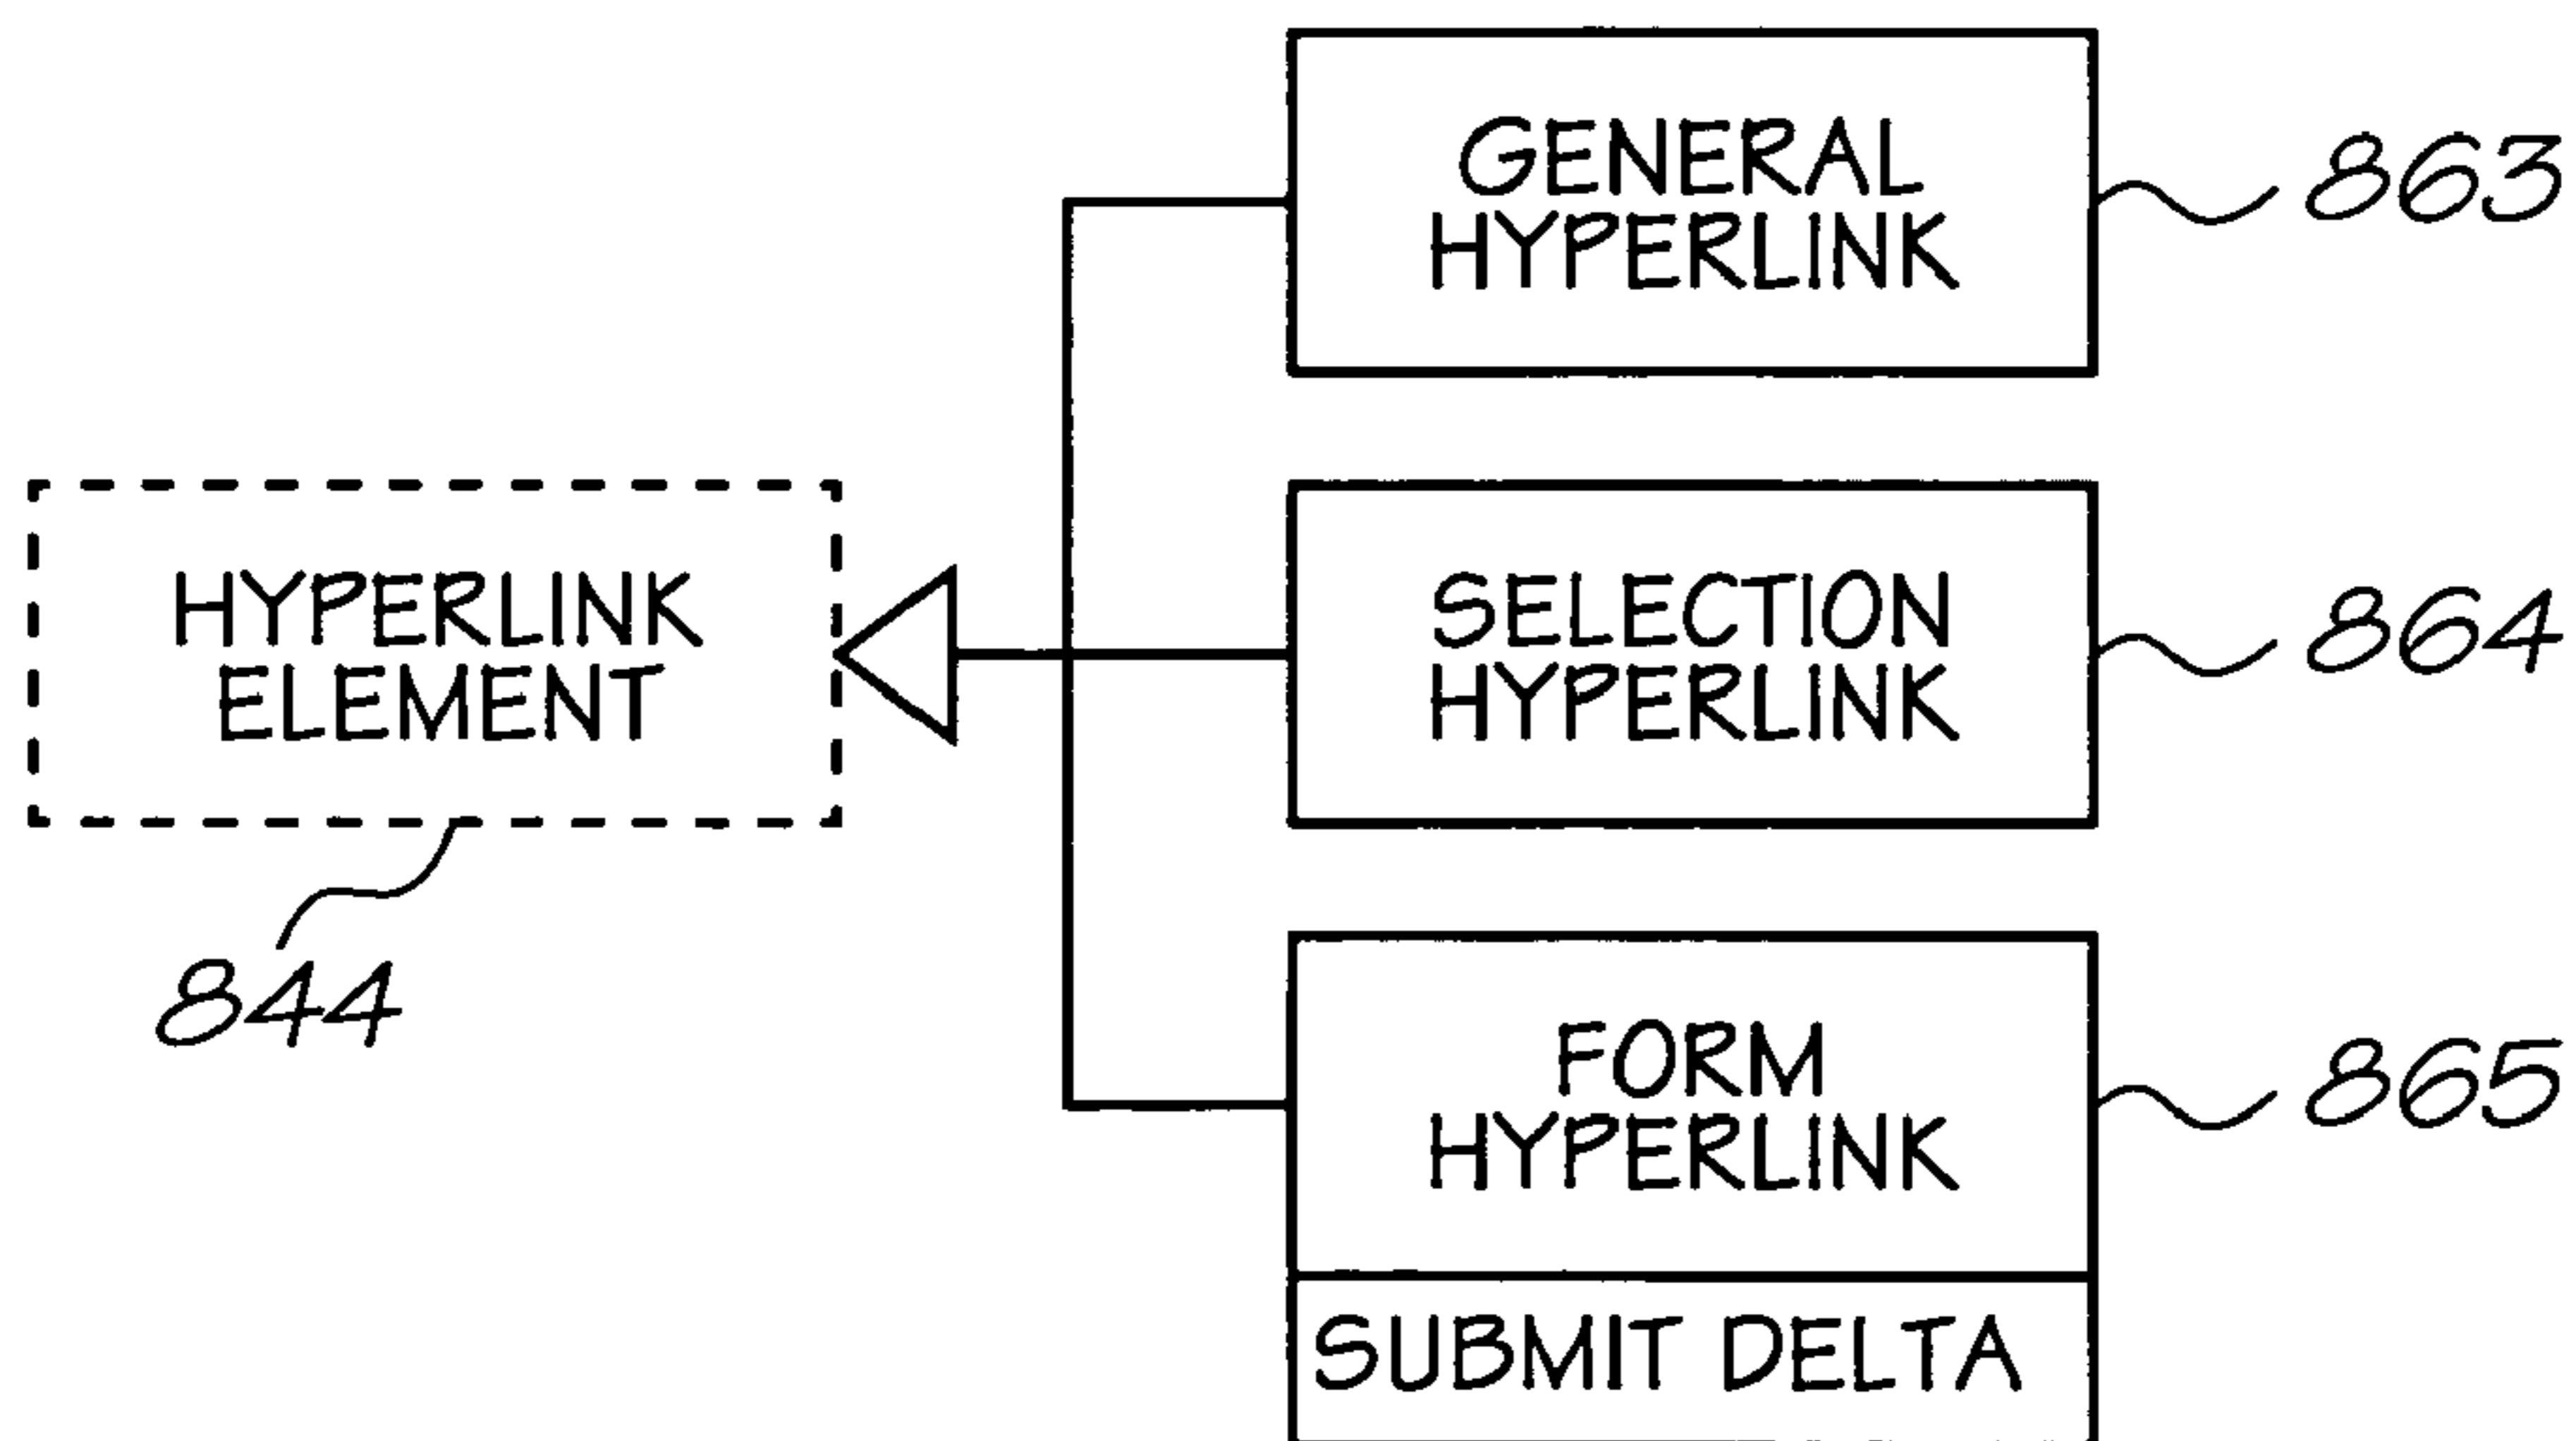 GENERAL
HYPERLINK
863
HYPERLINK
ELEMENT
844
SELECTION
HYPERLINK
864
FORM
HYPERLINK
865
SUBMIT DELTA